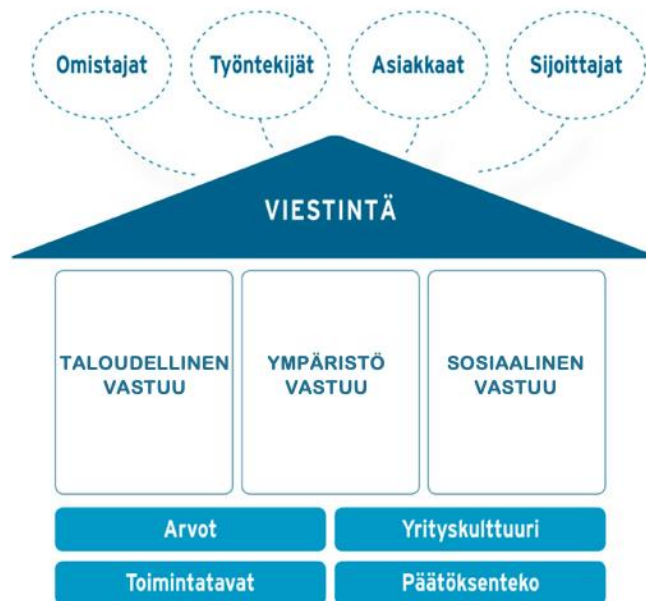 Omistajat
Työntekijät
Asiakkaat
Sijoittajat
VIESTINTÄ
TALOUDELLINEN
VASTUU
YMPÄRISTÖ
VASTUU
SOSIAALINEN
VASTUU
Arvot
Yrityskulttuuri
Toimintatavat
Päätöksenteko